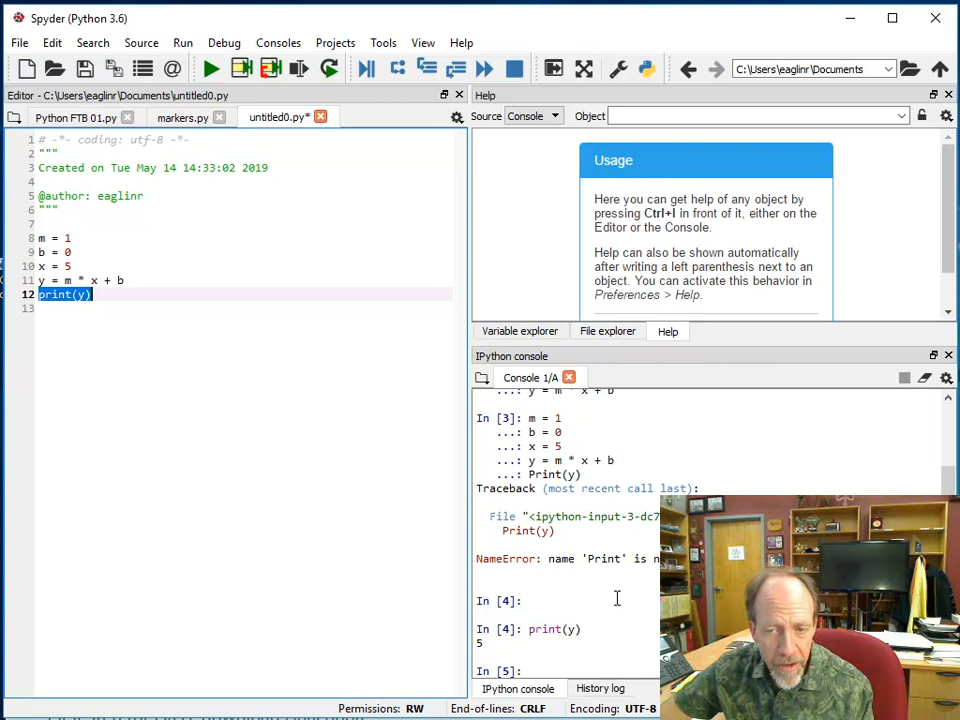 Spyder (Python 3.6)
File Edit Search Source Run Debug Consoles Projects Tools View Help
C:\Users\eaglinr\Documents
Editor - C:\Users\eaglinr\Documents\untitled0.py
Help
Python FTB 01.py markers.py untitled0.py*
Source Console Object
1 # -*- coding: utf-8 -*-
2 """
3 Created on Tue May 14 14:33:02 2019
4
5 @author: eaglinr
6 """
7
8 m = 1
9 b = 0
10 x = 5
11 y = m * x + b
12 print(y)
13
Usage
Here you can get help of any object by
pressing Ctrl+I in front of it, either on the
Editor or the Console.
Help can also be shown automatically
after writing a left parenthesis next to an
object. You can activate this behavior in
Preferences > Help.
Variable explorer File explorer Help
IPython console
Console 1/A
...: y = m * x + b
In [3]: m = 1
...: b = 0
...: x = 5
...: y = m * x + b
...: Print(y)
Traceback (most recent call last):
File "<ipython-input-3-dc7
Print(y)
NameError: name 'Print' is n
In [4]:
In [4]: print(y)
5
In [5]:
IPython console History log
Permissions: RW End-of-lines: CRLF Encoding: UTF-8